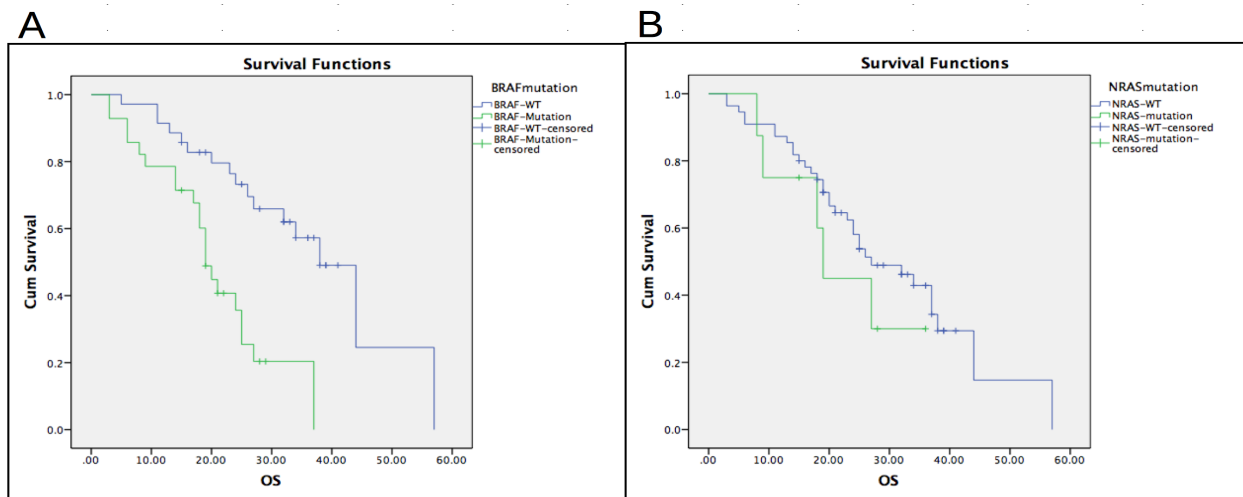 A
B
Survival Functions
BRAFmutation
BRAF-WT
BRAF-Mutation
BRAF-WT-censored
BRAF-Mutation-
censored
Cum Survival
1.0
0.8
0.6
0.4
0.2
0.0
.00 10.00 20.00 30.00 40.00 50.00 60.00
OS
Survival Functions
NRASmutation
NRAS-WT
NRAS-mutation
NRAS-WT-censored
NRAS-mutation-
censored
Cum Survival
1.0
0.8
0.6
0.4
0.2
0.0
.00 10.00 20.00 30.00 40.00 50.00 60.00
OS